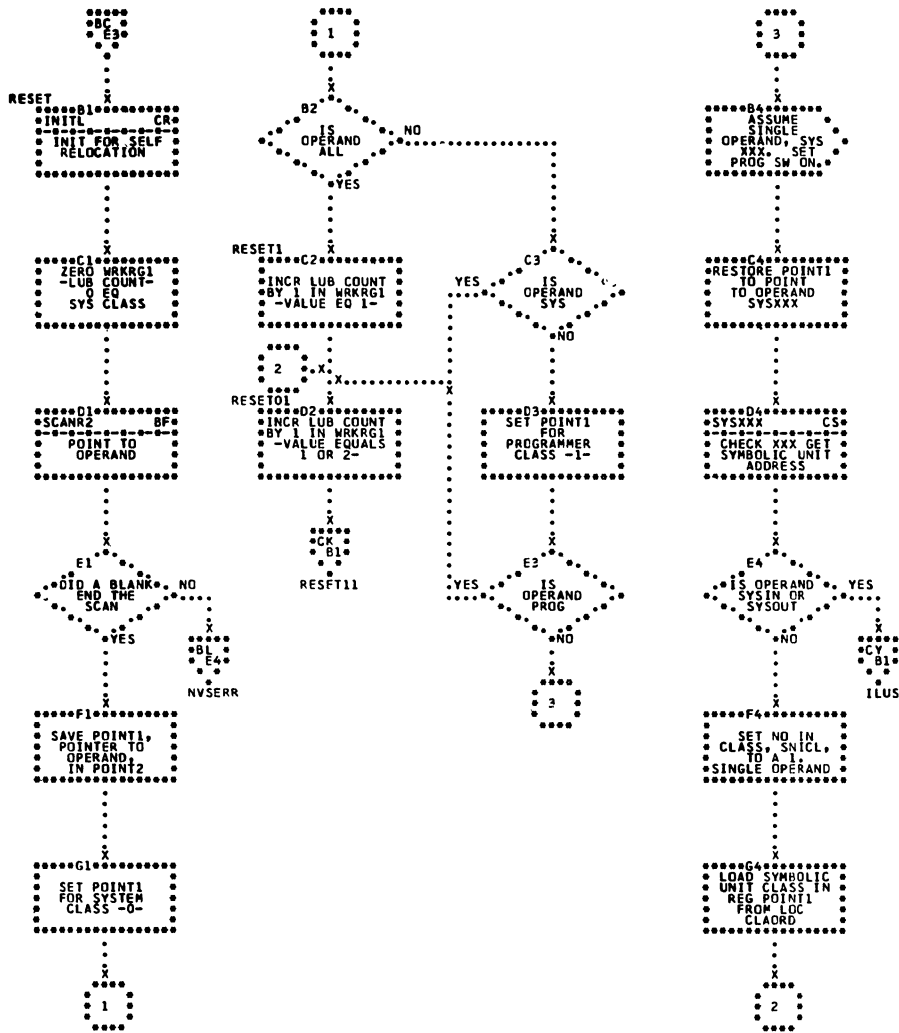 BC
E3
RESET
B1
INITL CR
INIT FOR SELF
RELOCATION
C1
ZERO WRKRG1
-LUB COUNT-
0 EQ
SYS CLASS
D1
SCANR2 BF
POINT TO
OPERAND
E1
DID A BLANK
END THE
SCAN
NO
YES
BL
E4
NVSERR
F1
SAVE POINT1,
POINTER TO
OPERAND,
IN POINT2
G1
SET POINT1
FOR SYSTEM
CLASS -0-
1
1
B2
IS
OPERAND
ALL
NO
YES
RESET1
C2
INCR LUB COUNT
BY 1 IN WRKRG1
-VALUE EQ 1-
2
RESET01
D2
INCR LUB COUNT
BY 1 IN WRKRG1
-VALUE EQUALS
1 OR 2-
CK
B1
RESET11
C3
YES
IS
OPERAND
SYS
NO
D3
SET POINT1
FOR
PROGRAMMER
CLASS -1-
E3
YES
IS
OPERAND
PROG
NO
3
3
B4
ASSUME
SINGLE
OPERAND, SYS
XXX. SET
PROG SW ON.
C4
RESTORE POINT1
TO POINT
TO OPERAND
SYSXXX
D4
SYSXXX CS
CHECK XXX GET
SYMBOLIC UNIT
ADDRESS
E4
IS OPERAND
SYSIN OR
SYSOUT
YES
NO
CY
B1
ILUS
F4
SET NO IN
CLASS, SNICL,
TO A 1.
SINGLE OPERAND
G4
LOAD SYMBOLIC
UNIT CLASS IN
REG POINT1
FROM LOC
CLAORD
2